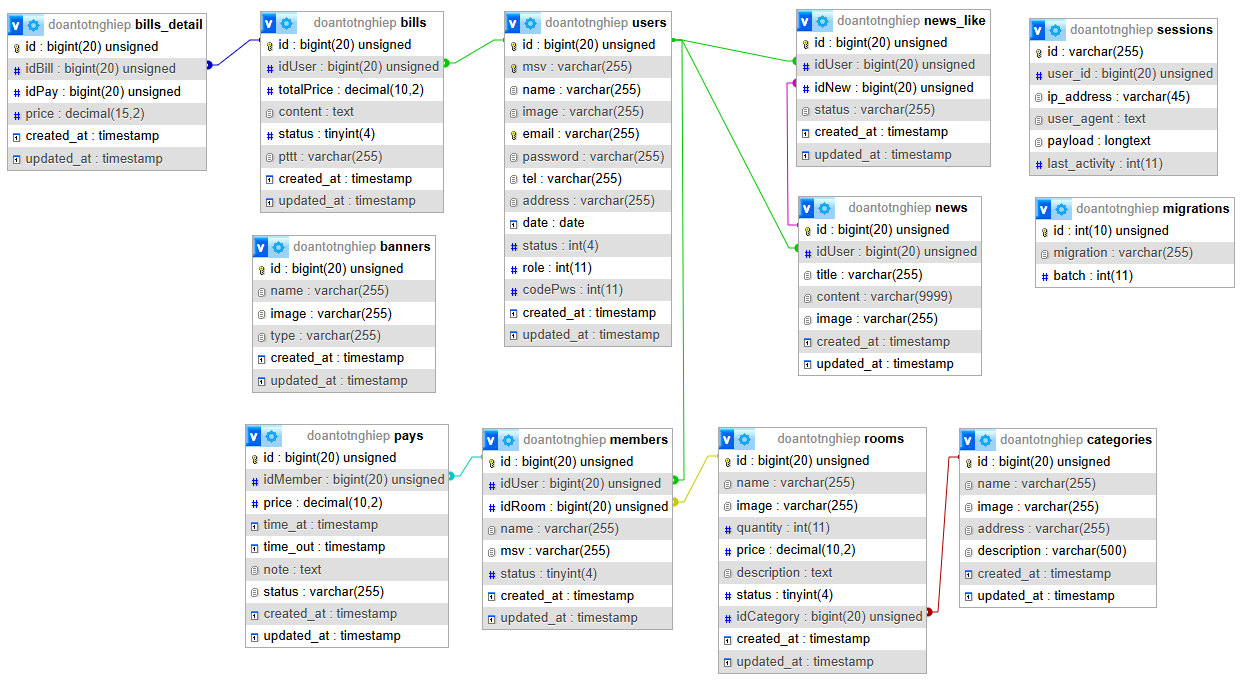 doantotnghiep bills_detail
id : bigint(20) unsigned
idBill : bigint(20) unsigned
idPay : bigint(20) unsigned
price : decimal(15,2)
created_at : timestamp
updated_at : timestamp
doantotnghiep bills
id : bigint(20) unsigned
idUser : bigint(20) unsigned
totalPrice : decimal(10,2)
content : text
status : tinyint(4)
pttt : varchar(255)
created_at : timestamp
updated_at : timestamp
doantotnghiep users
id : bigint(20) unsigned
msv : varchar(255)
name : varchar(255)
image : varchar(255)
email : varchar(255)
password : varchar(255)
tel : varchar(255)
address : varchar(255)
date : date
status : int(4)
role : int(11)
codePws : int(11)
created_at : timestamp
updated_at : timestamp
doantotnghiep news_like
id : bigint(20) unsigned
idUser : bigint(20) unsigned
idNew : bigint(20) unsigned
status : varchar(255)
created_at : timestamp
updated_at : timestamp
doantotnghiep sessions
id : varchar(255)
user_id : bigint(20) unsigned
ip_address : varchar(45)
user_agent : text
payload : longtext
last_activity : int(11)
doantotnghiep banners
id : bigint(20) unsigned
name : varchar(255)
image : varchar(255)
type : varchar(255)
created_at : timestamp
updated_at : timestamp
doantotnghiep news
id : bigint(20) unsigned
idUser : bigint(20) unsigned
title : varchar(255)
content : varchar(9999)
image : varchar(255)
created_at : timestamp
updated_at : timestamp
doantotnghiep migrations
id : int(10) unsigned
migration : varchar(255)
batch : int(11)
doantotnghiep pays
id : bigint(20) unsigned
idMember : bigint(20) unsigned
price : decimal(10,2)
time_at : timestamp
time_out : timestamp
note : text
status : varchar(255)
created_at : timestamp
updated_at : timestamp
doantotnghiep members
id : bigint(20) unsigned
idUser : bigint(20) unsigned
idRoom : bigint(20) unsigned
name : varchar(255)
msv : varchar(255)
status : tinyint(4)
created_at : timestamp
updated_at : timestamp
doantotnghiep rooms
id : bigint(20) unsigned
name : varchar(255)
image : varchar(255)
quantity : int(11)
price : decimal(10,2)
description : text
status : tinyint(4)
idCategory : bigint(20) unsigned
created_at : timestamp
updated_at : timestamp
doantotnghiep categories
id : bigint(20) unsigned
name : varchar(255)
image : varchar(255)
address : varchar(255)
description : varchar(500)
created_at : timestamp
updated_at : timestamp